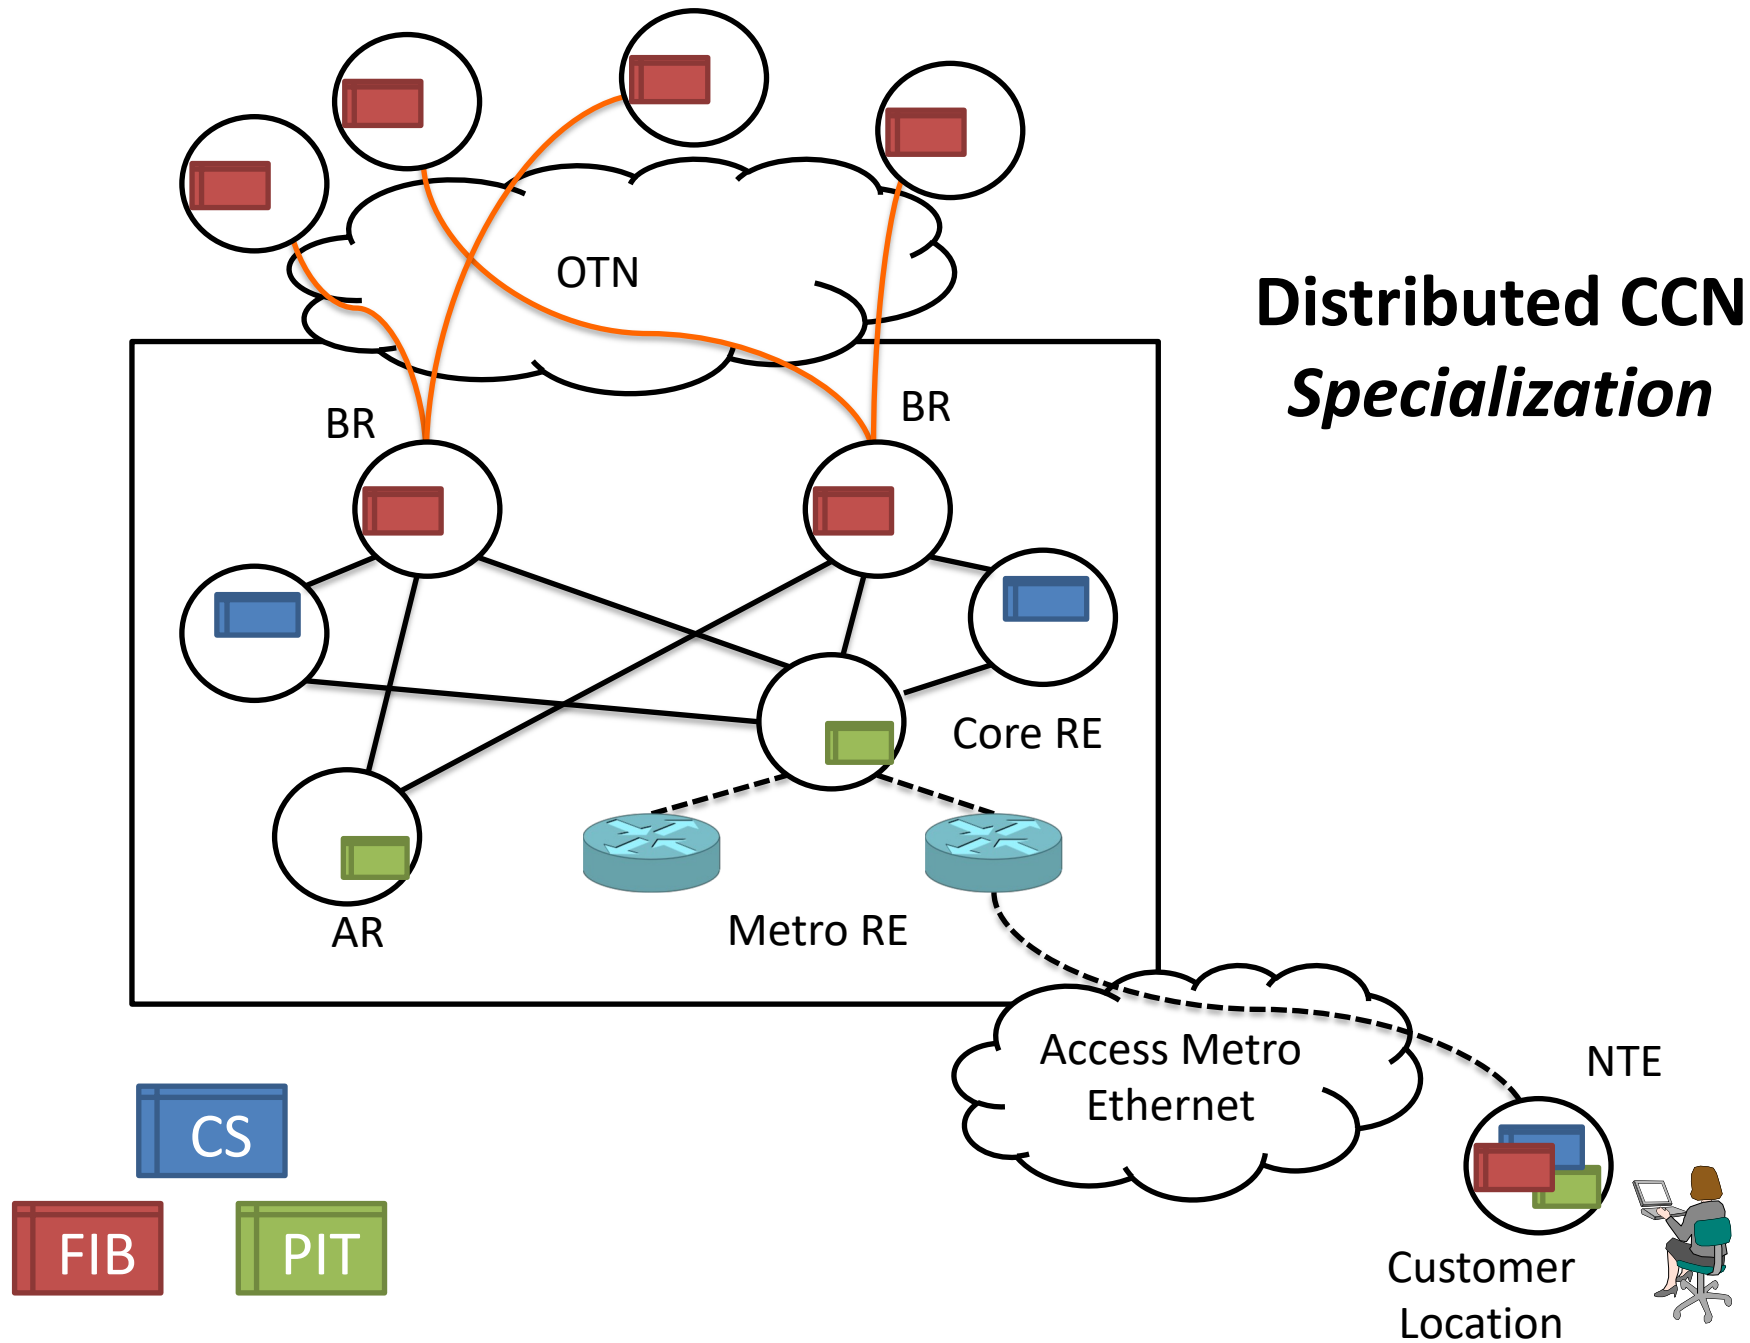 OTN
Distributed CCN
Specialization
BR
BR
Core RE
AR
Metro RE
Access Metro
Ethernet
NTE
CS
FIB
PIT
Customer
Location